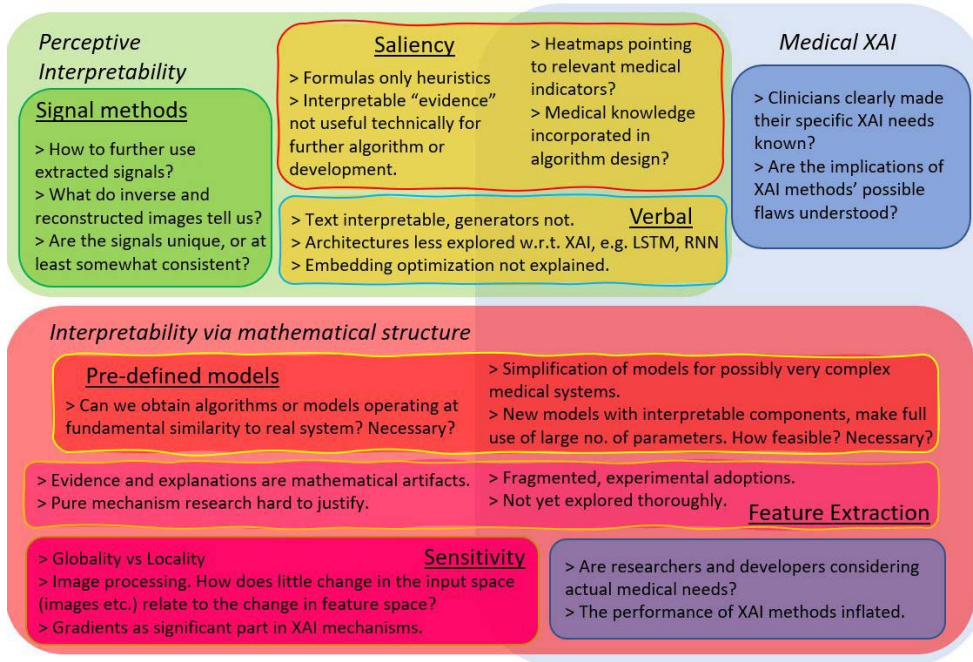 Perceptive
Interpretability
Signal methods
> How to further use
extracted signals?
> What do inverse and
reconstructed images tell us?
> Are the signals unique, or at
least somewhat consistent?
Saliency
> Formulas only heuristics
> Interpretable “evidence”
not useful technically for
further algorithm or
development.
> Heatmaps pointing
to relevant medical
indicators?
> Medical knowledge
incorporated in
algorithm design?
> Text interpretable, generators not.
Verbal
> Architectures less explored w.r.t. XAI, e.g. LSTM, RNN
> Embedding optimization not explained.
Medical XAI
> Clinicians clearly made
their specific XAI needs
known?
> Are the implications of
XAI methods’ possible
flaws understood?
Interpretability via mathematical structure
Pre-defined models
> Can we obtain algorithms or models operating at
fundamental similarity to real system? Necessary?
> Simplification of models for possibly very complex
medical systems.
> New models with interpretable components, make full
use of large no. of parameters. How feasible? Necessary?
> Evidence and explanations are mathematical artifacts.
> Pure mechanism research hard to justify.
> Fragmented, experimental adoptions.
> Not yet explored thoroughly.
Feature Extraction
> Globality vs Locality
Sensitivity
> Image processing. How does little change in the input space
(images etc.) relate to the change in feature space?
> Gradients as significant part in XAI mechanisms.
> Are researchers and developers considering
actual medical needs?
> The performance of XAI methods inflated.